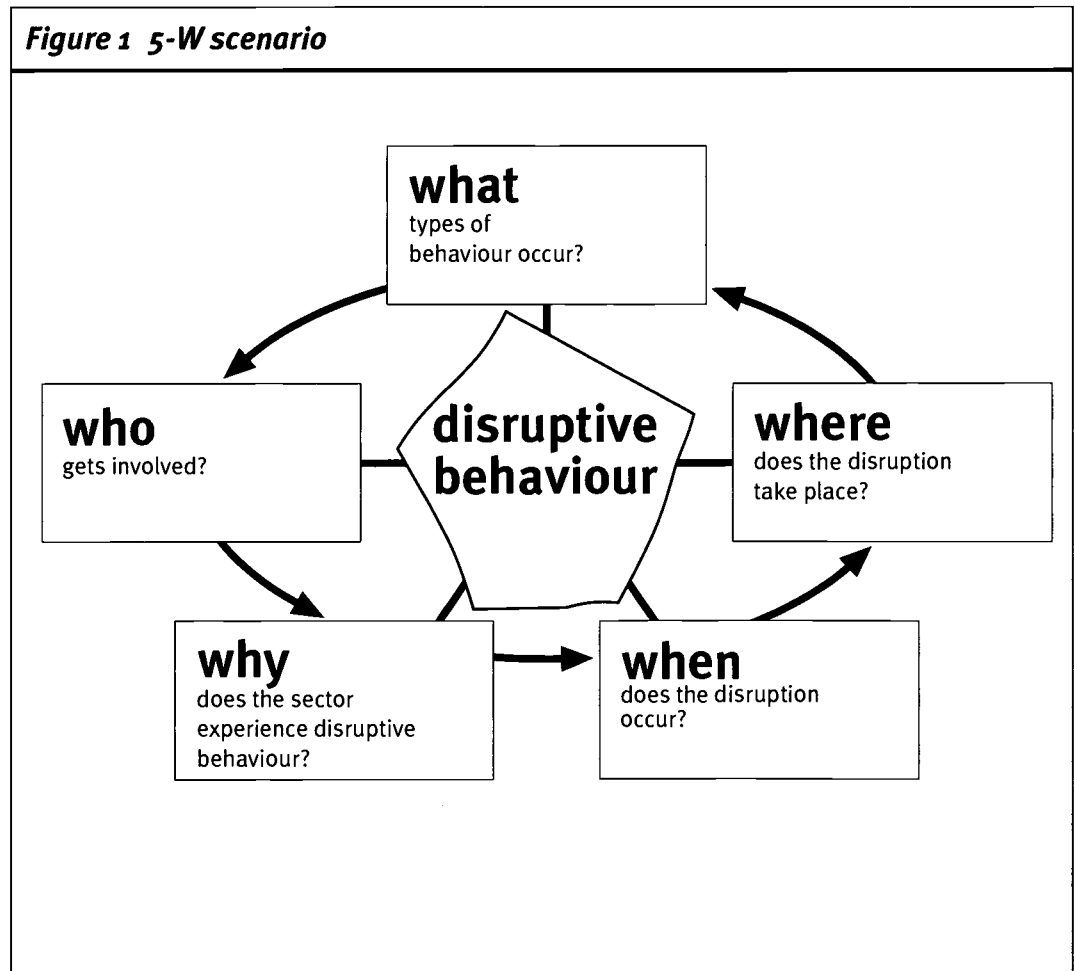 Figure 1 5-W scenario
what
types of
behaviour occur?
who
gets involved?
disruptive
behaviour
where
does the disruption
take place?
why
does the sector
experience disruptive
behaviour?
when
does the disruption
occur?